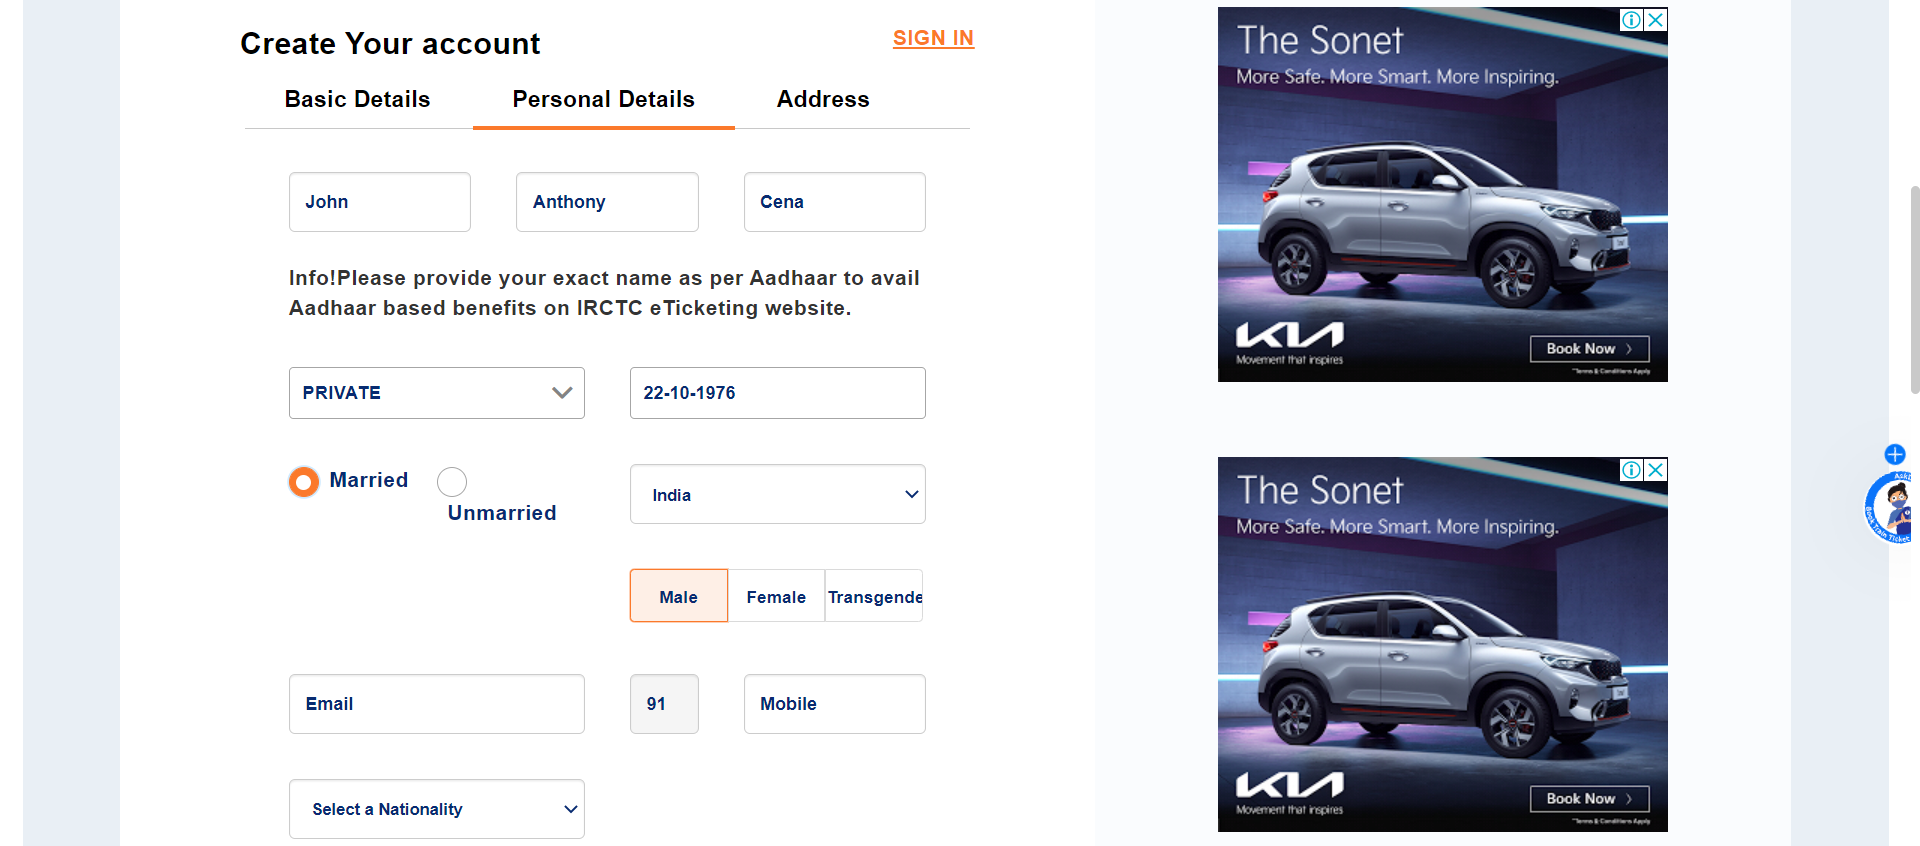 Create Your account
SIGN IN
Basic Details
Personal Details
Address
John
Anthony
Cena
Info!Please provide your exact name as per Aadhaar to avail
Aadhaar based benefits on IRCTC eTicketing website.
PRIVATE
22-10-1976
Married
Unmarried
India
Male
Female
Transgende
Email
91
Mobile
Select a Nationality
The Sonet
More Safe. More Smart. More Inspiring.
KIA
Movement that inspires
Book Now
*Terms & Conditions Apply
The Sonet
More Safe. More Smart. More Inspiring.
KIA
Movement that inspires
Book Now
*Terms & Conditions Apply
Book Train Ticket